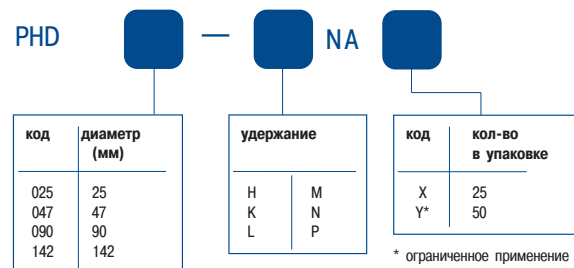 PHD — NA
код диаметр (мм)
025 25
047 47
090 90
142 142
удержание
H M
K N
L P
код кол-во в упаковке
X 25
Y* 50
* ограниченное применение